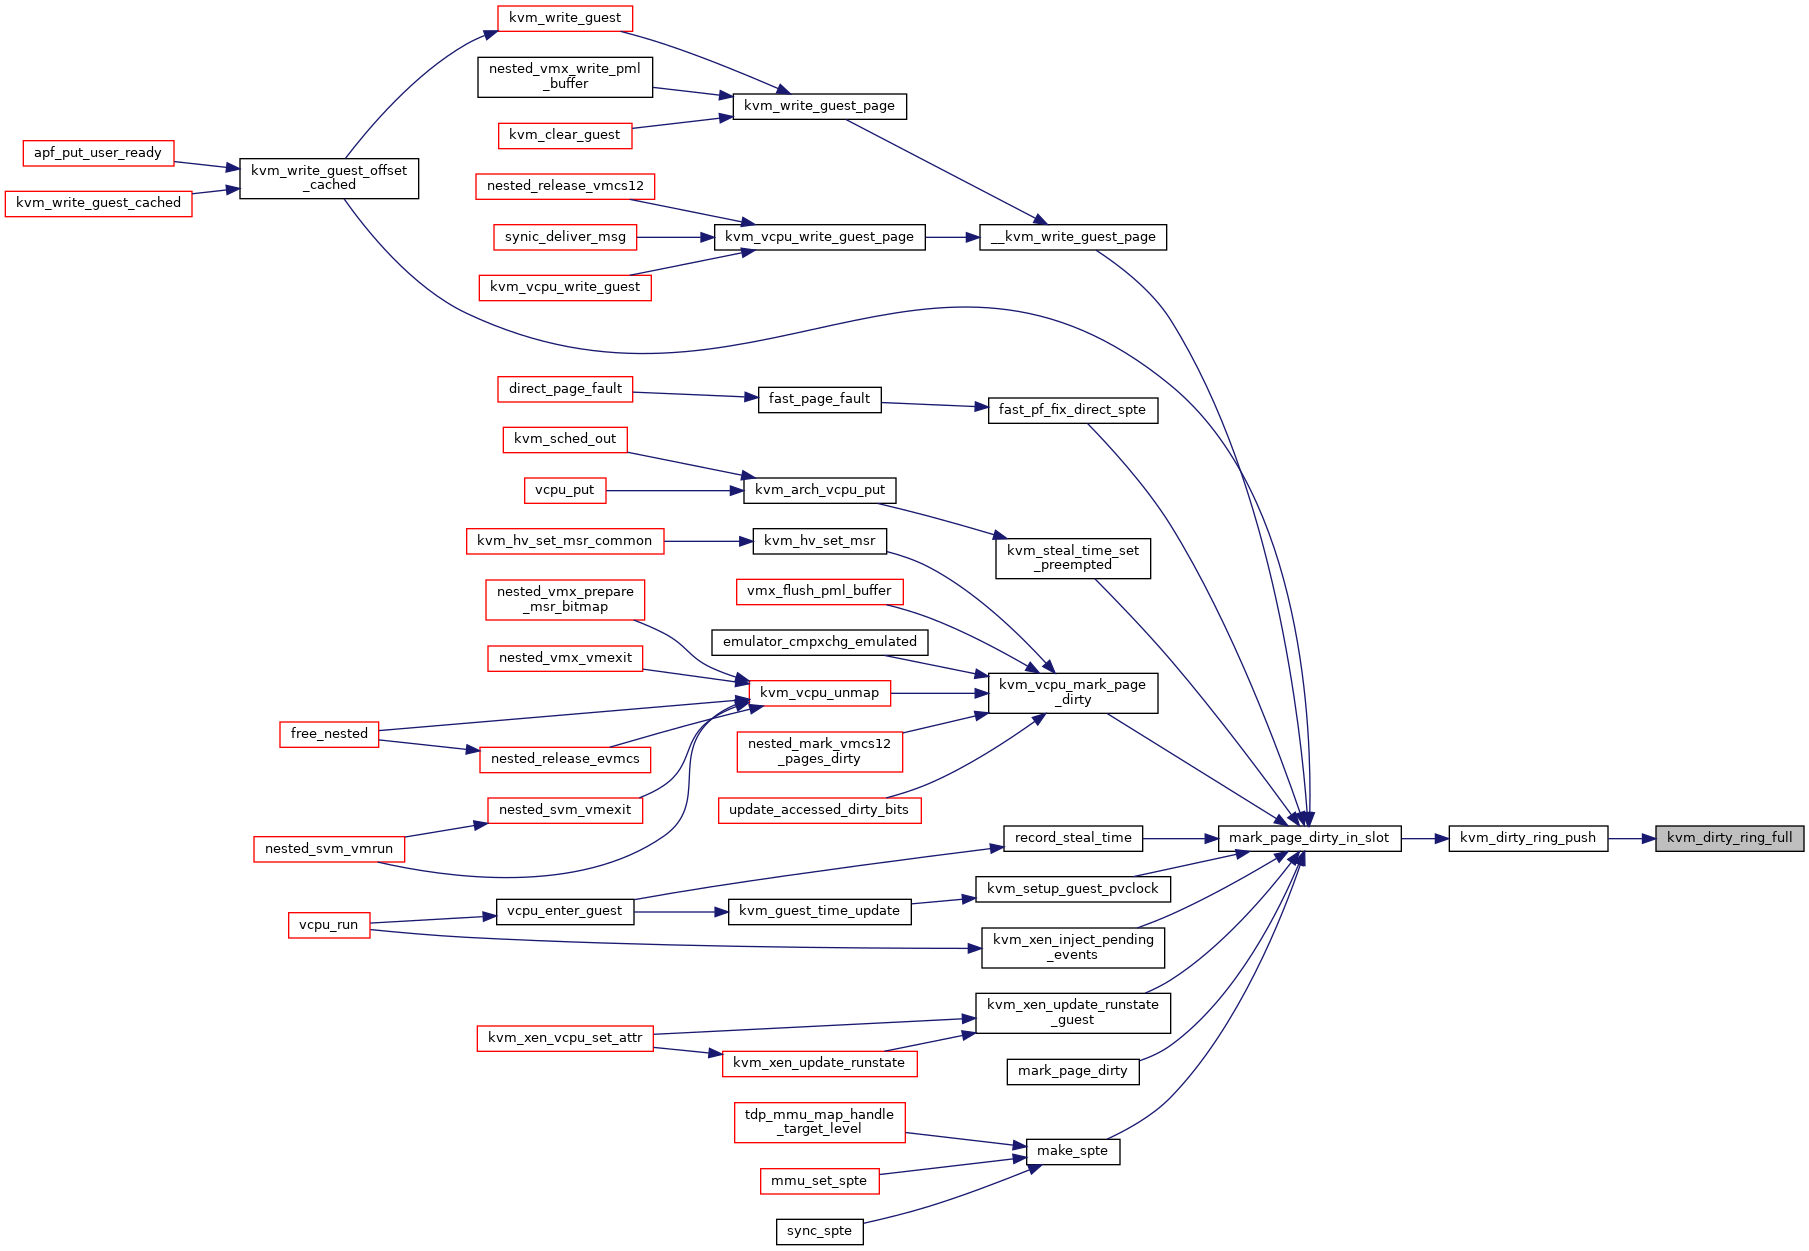 kvm_write_guest
nested_vmx_write_pml
_buffer
kvm_write_guest_page
kvm_clear_guest
apf_put_user_ready
kvm_write_guest_offset
_cached
kvm_write_guest_cached
nested_release_vmcs12
synic_deliver_msg
kvm_vcpu_write_guest_page
__kvm_write_guest_page
kvm_vcpu_write_guest
direct_page_fault
fast_page_fault
fast_pf_fix_direct_spte
kvm_sched_out
vcpu_put
kvm_arch_vcpu_put
kvm_steal_time_set
_preempted
kvm_hv_set_msr_common
kvm_hv_set_msr
nested_vmx_prepare
_msr_bitmap
vmx_flush_pml_buffer
emulator_cmpxchg_emulated
nested_vmx_vmexit
kvm_vcpu_unmap
kvm_vcpu_mark_page
_dirty
free_nested
nested_release_evmcs
nested_mark_vmcs12
_pages_dirty
nested_svm_vmexit
update_accessed_dirty_bits
nested_svm_vmrun
record_steal_time
mark_page_dirty_in_slot
kvm_dirty_ring_push
kvm_dirty_ring_full
kvm_setup_guest_pvclock
vcpu_run
vcpu_enter_guest
kvm_guest_time_update
kvm_xen_inject_pending
_events
kvm_xen_update_runstate
_guest
kvm_xen_vcpu_set_attr
kvm_xen_update_runstate
mark_page_dirty
tdp_mmu_map_handle
_target_level
make_spte
mmu_set_spte
sync_spte